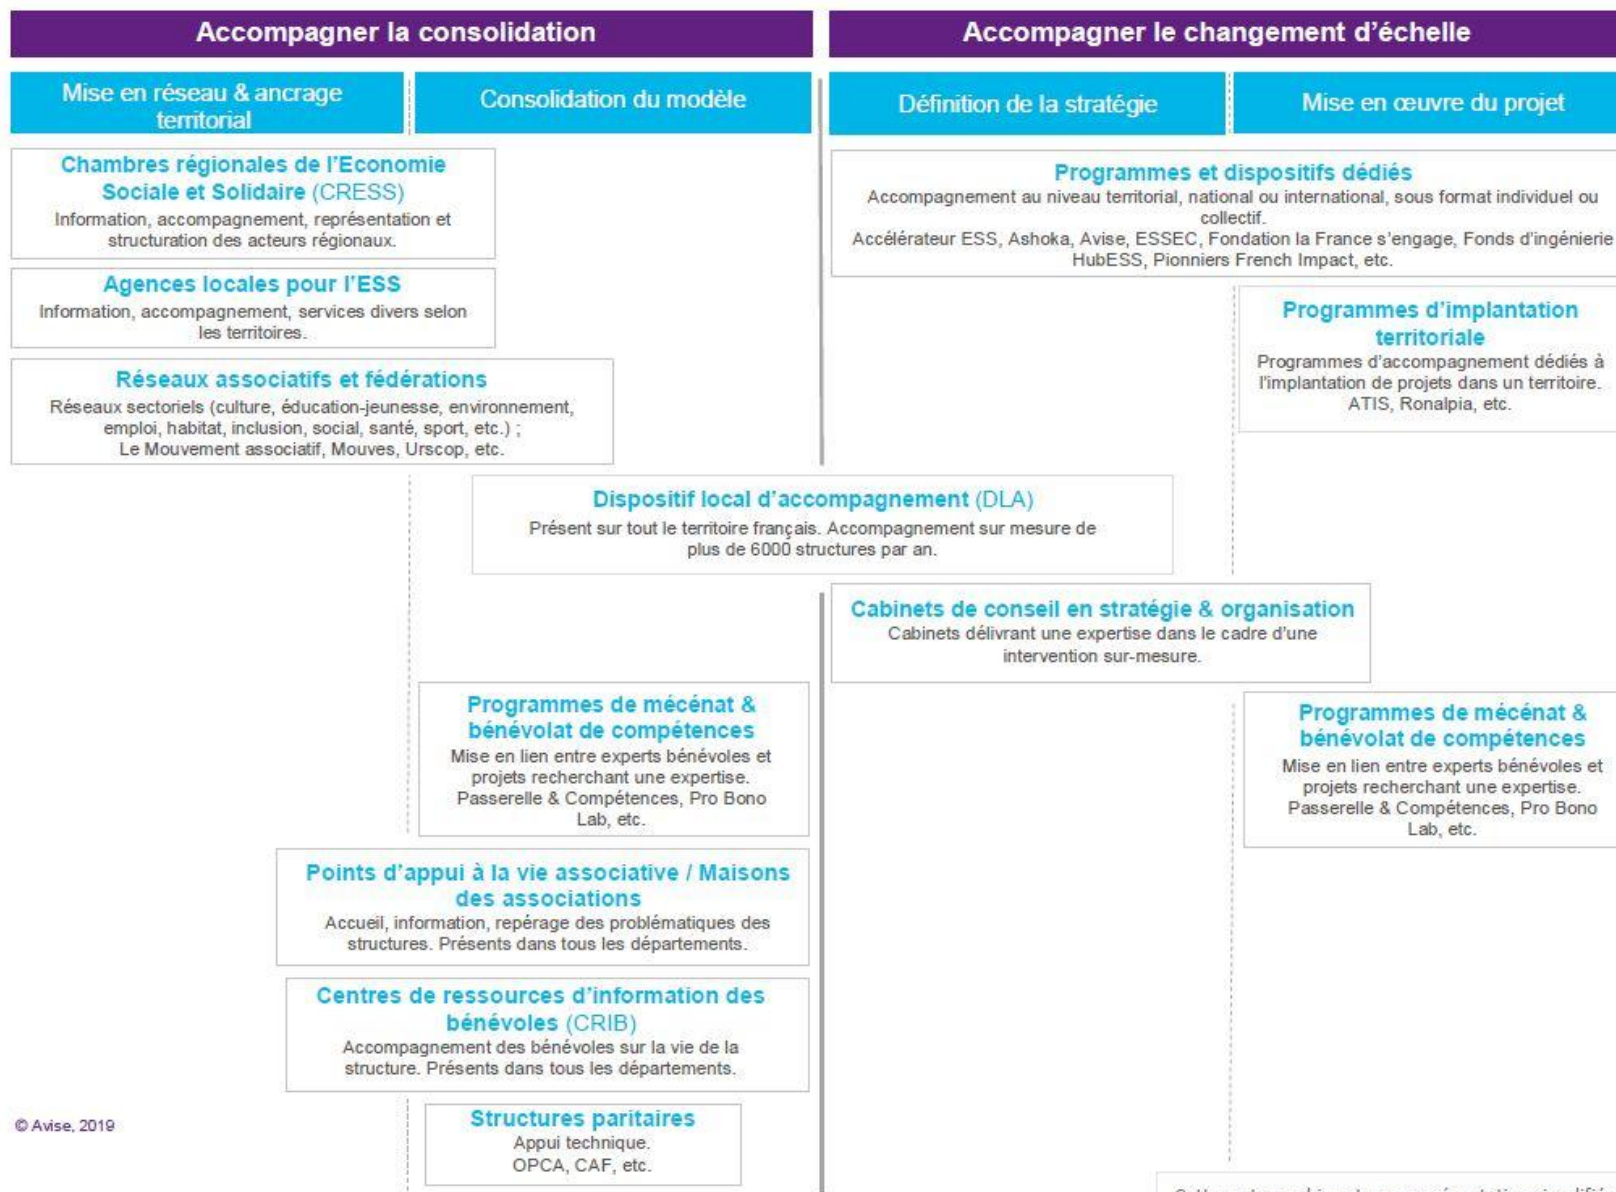 Accompagner la consolidation
Accompagner le changement d'échelle
Mise en réseau & ancrage
territorial
Consolidation du modèle
Définition de la stratégie
Mise en œuvre du projet
Chambres régionales de l'Economie
Sociale et Solidaire (CRESS)
Information, accompagnement, représentation et
structuration des acteurs régionaux.
Agences locales pour l'ESS
Information, accompagnement, services divers selon
les territoires.
Réseaux associatifs et fédérations
Réseaux sectoriels (culture, éducation-jeunesse, environnement,
emploi, habitat, inclusion, social, santé, sport, etc.) ;
Le Mouvement associatif, Mouves, Urscop, etc.
Programmes et dispositifs dédiés
Accompagnement au niveau territorial, national ou international, sous format individuel ou
collectif.
Accélérateur ESS, Ashoka, Avise, ESSEC, Fondation la France s'engage, Fonds d'ingénierie
HubESS, Pionniers French Impact, etc.
Programmes d'implantation
territoriale
Programmes d'accompagnement dédiés à
l'implantation de projets dans un territoire.
ATIS, Ronalpia, etc.
Dispositif local d'accompagnement (DLA)
Présent sur tout le territoire français. Accompagnement sur mesure de
plus de 6000 structures par an.
Cabinets de conseil en stratégie & organisation
Cabinets délivrant une expertise dans le cadre d'une
intervention sur-mesure.
Programmes de mécénat &
bénévolat de compétences
Mise en lien entre experts bénévoles et
projets recherchant une expertise.
Passerelle & Compétences, Pro Bono
Lab, etc.
Programmes de mécénat &
bénévolat de compétences
Mise en lien entre experts bénévoles et
projets recherchant une expertise.
Passerelle & Compétences, Pro Bono
Lab, etc.
Points d'appui à la vie associative / Maisons
des associations
Accueil, information, repérage des problématiques des
structures. Présents dans tous les départements.
Centres de ressources d'information des
bénévoles (CRIB)
Accompagnement des bénévoles sur la vie de la
structure. Présents dans tous les départements.
Structures paritaires
Appui technique.
OPCA, CAF, etc.
© Avise, 2019